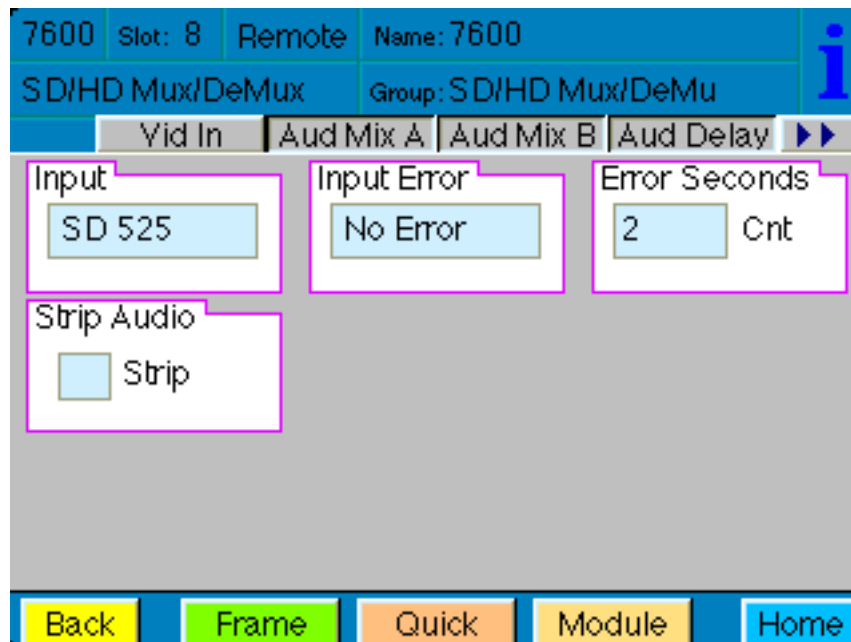 7600 Slot: 8 Remote Name: 7600
SD/HD Mux/DeMux Group: SD/HD Mux/DeMu
i
Vid In Aud Mix A Aud Mix B Aud Delay
Input Input Error Error Seconds
SD 525 No Error 2 Cnt
Strip Audio
Strip
Back Frame Quick Module Home